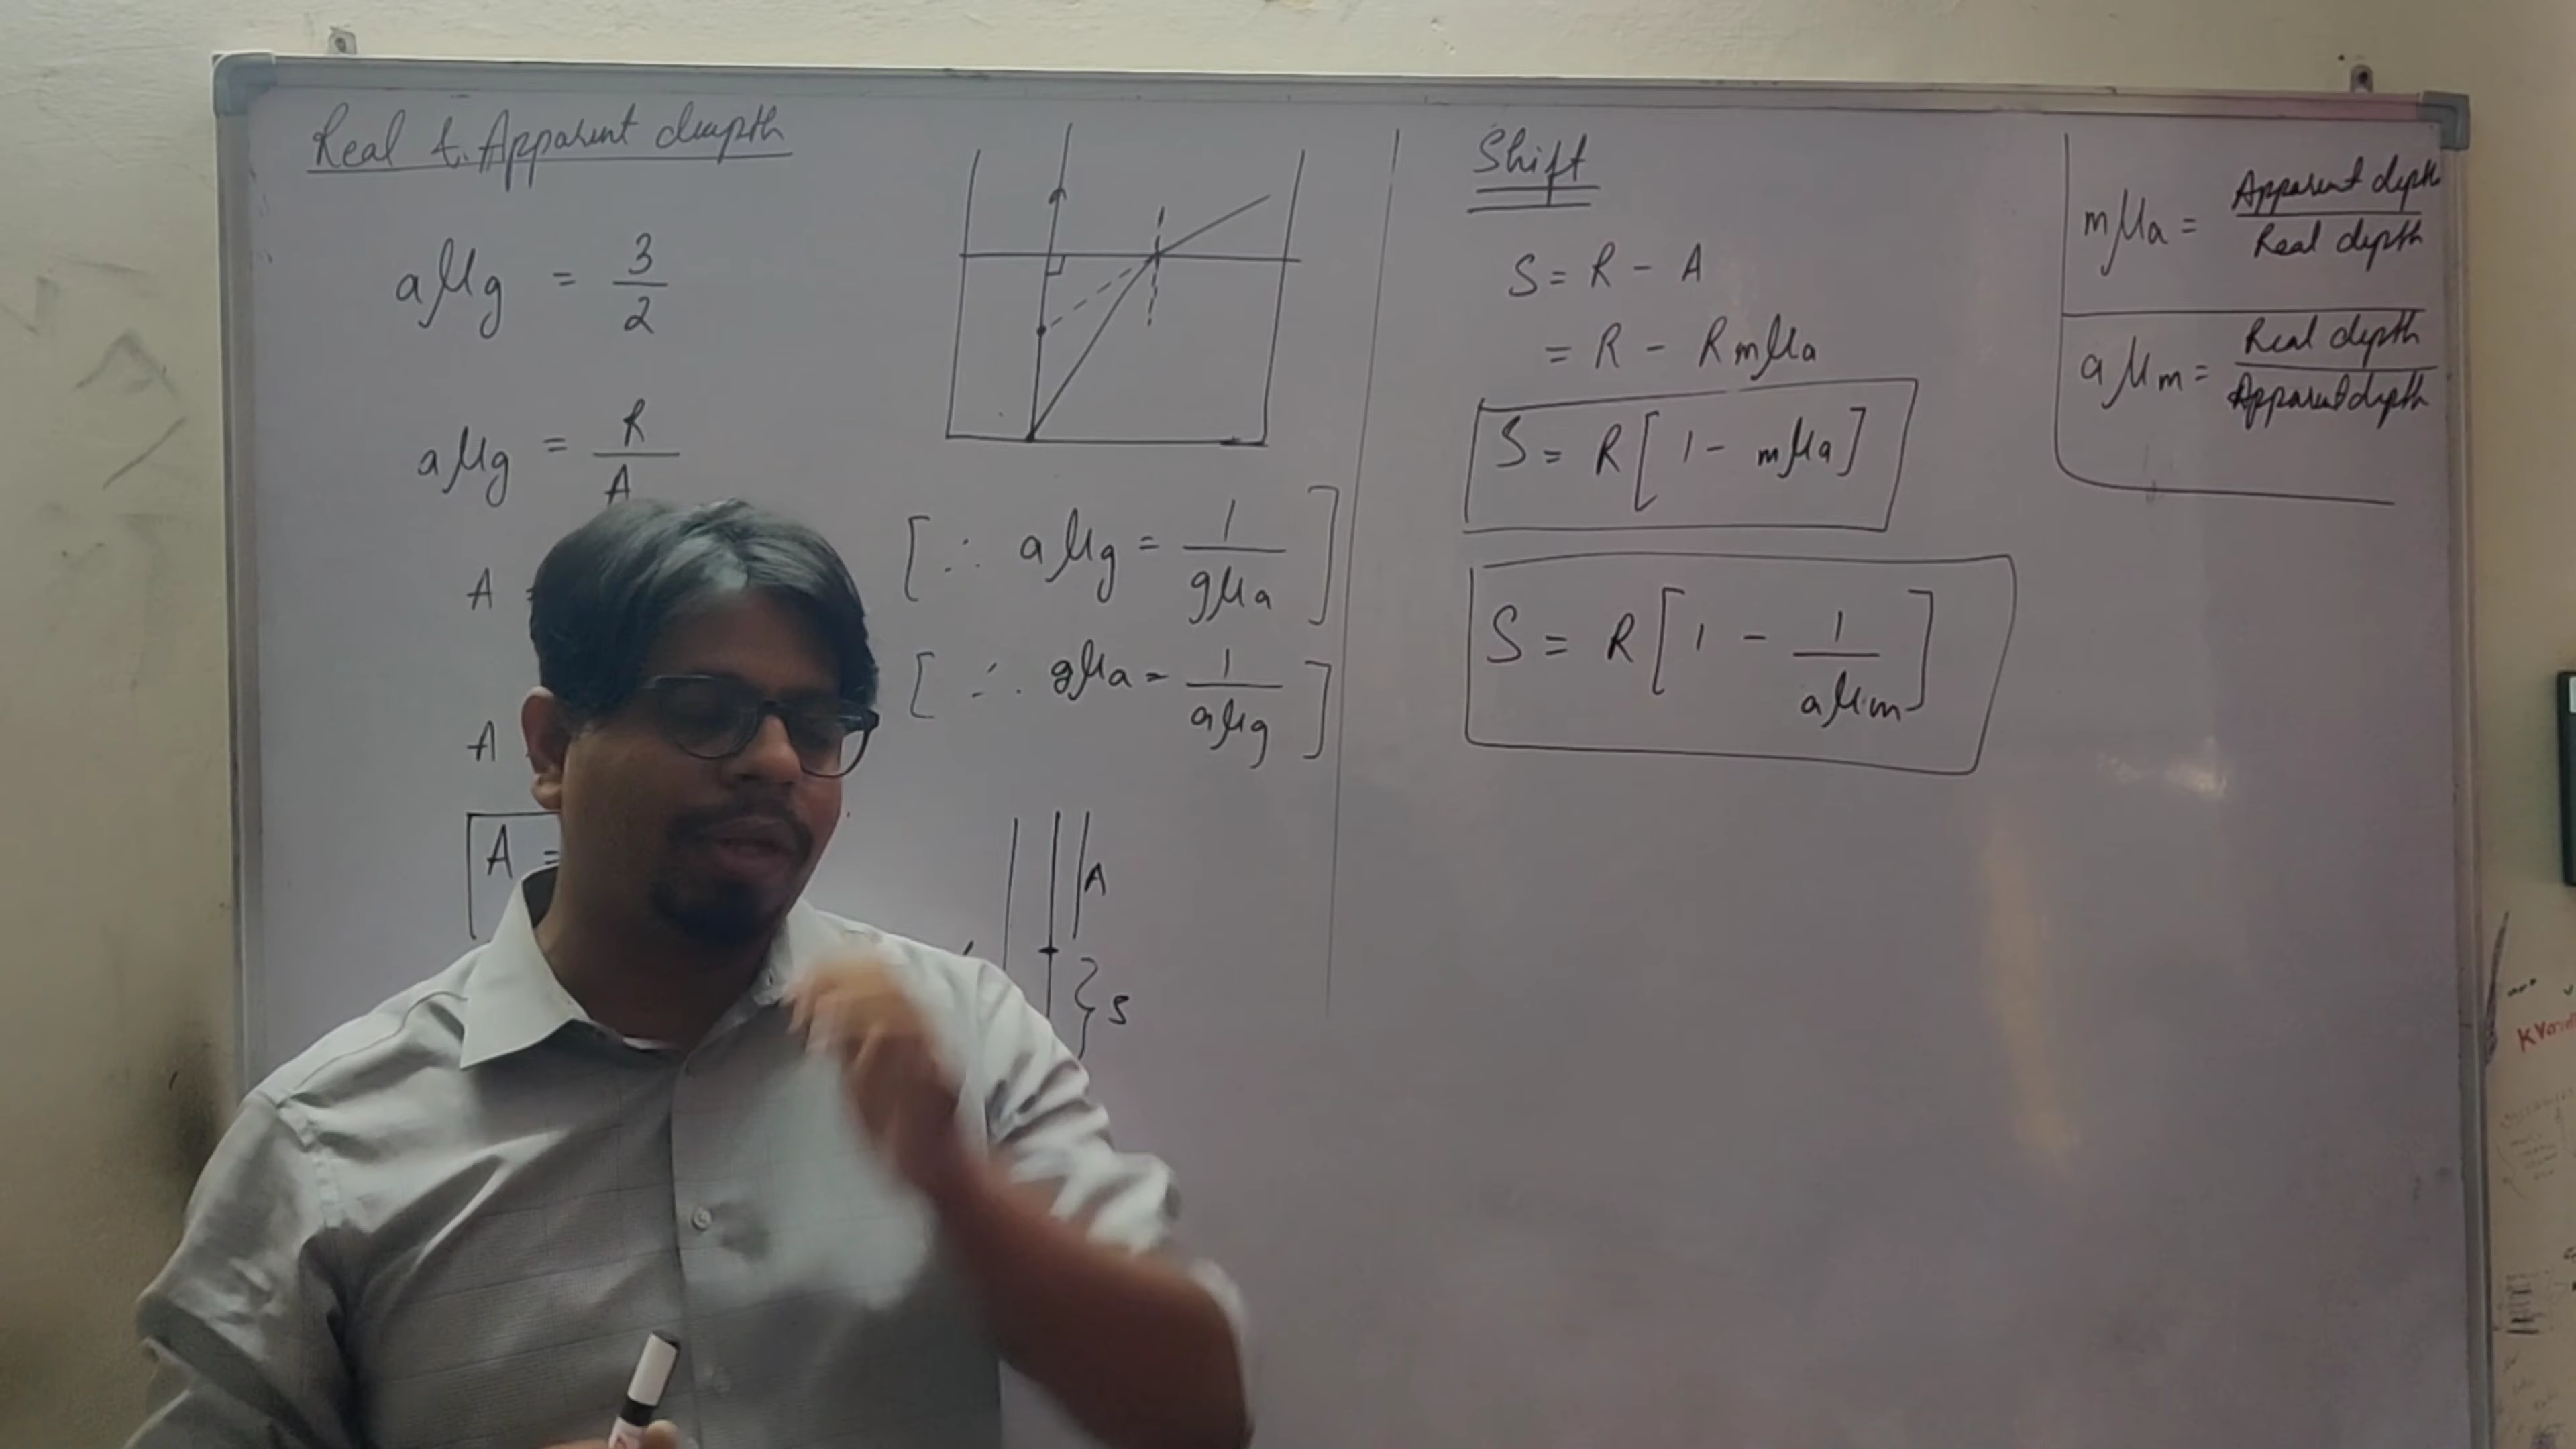 Real & Apparent deapth
aμg = 3/2
aμg = R/A
A =
A
A =
[∴ aμg = 1/gμa]
[∴ gμa = 1/aμg]
A
S
Shift
S = R - A
= R - R mμa
S = R[1 - mμa]
S = R[1 - 1/aμm]
mμa = Apparent depth/Real depth
aμm = Real depth/Apparent depth